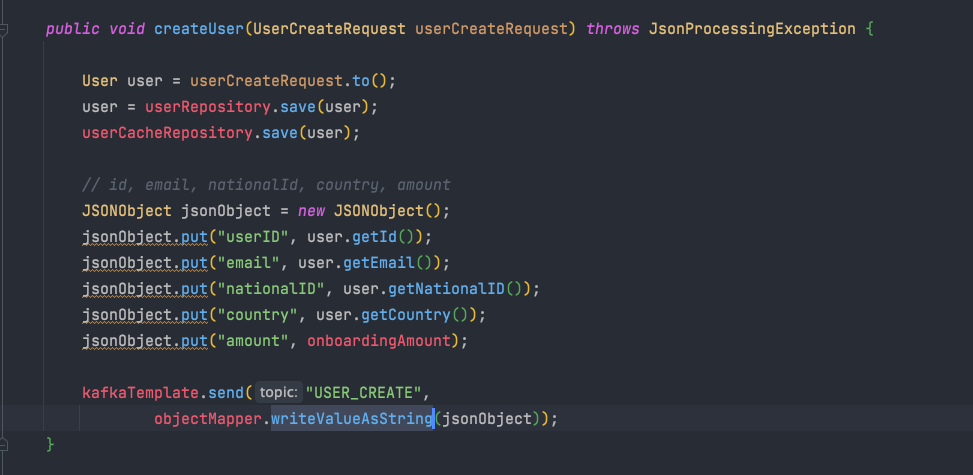 public void createUser(UserCreateRequest userCreateRequest) throws JsonProcessingException {
User user = userCreateRequest.to();
user = userRepository.save(user);
userCacheRepository.save(user);
// id, email, nationalId, country, amount
JSONObject jsonObject = new JSONObject();
jsonObject.put("userID", user.getId());
jsonObject.put("email", user.getEmail());
jsonObject.put("nationalID", user.getNationalID());
jsonObject.put("country", user.getCountry());
jsonObject.put("amount", onboardingAmount);
kafkaTemplate.send( topic: "USER_CREATE",
objectMapper.writeValueAsString(jsonObject));
}